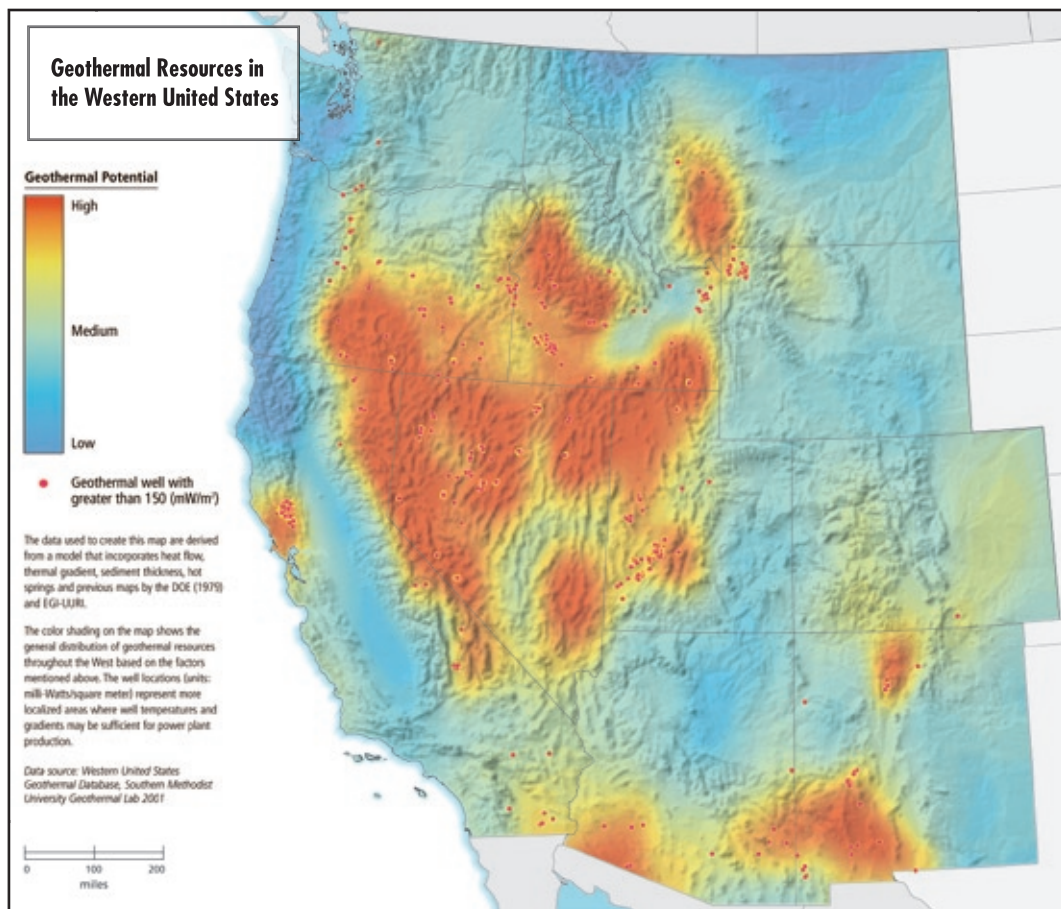 Geothermal Resources in
the Western United States
Geothermal Potential
High
Medium
Low
Geothermal well with
greater than 150 (mW/m²)
The data used to create this map are derived
from a model that incorporates heat flow,
thermal gradient, sediment thickness, hot
springs and previous maps by the DOE (1979)
and EGI-UURI.
The color shading on the map shows the
general distribution of geothermal resources
throughout the West based on the factors
mentioned above. The well locations (units:
milli-Watts/square meter) represent more
localized areas where well temperatures and
gradients may be sufficient for power plant
production.
Data source: Western United States
Geothermal Database, Southern Methodist
University Geothermal Lab 2001
0 100 200
miles